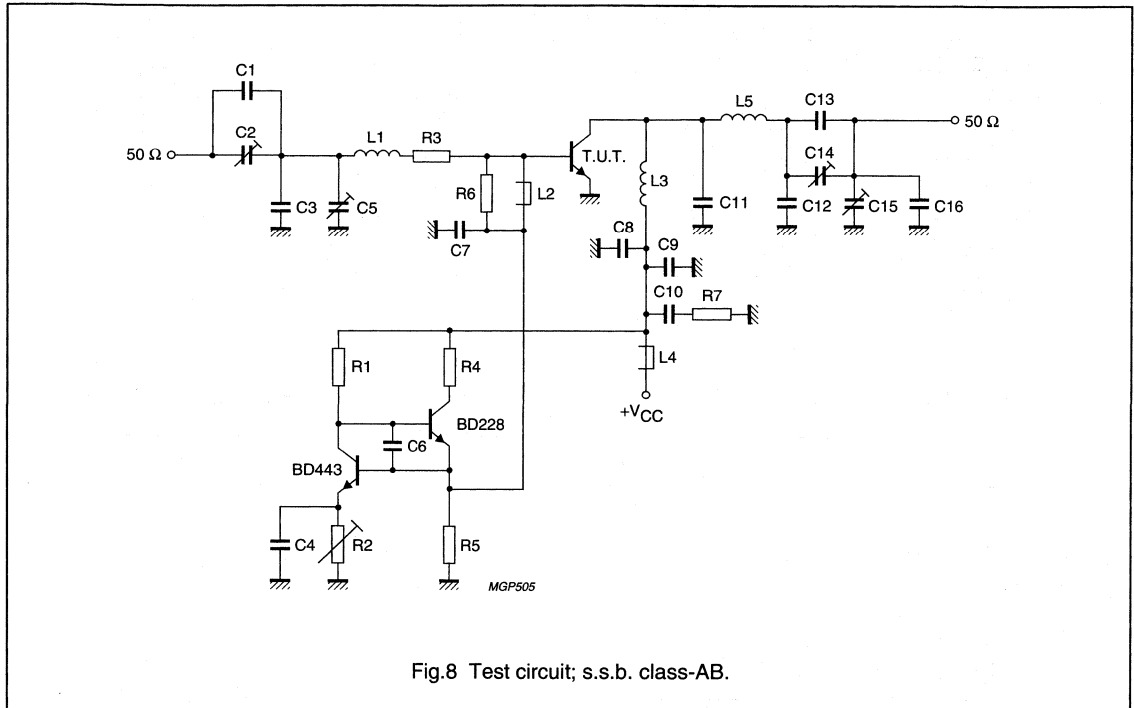 C1
C2
50 Ω
L1
R3
C3
C5
R6
L2
C7
T.U.T.
L3
C8
C9
C10
R7
L4
+VCC
C11
L5
C13
50 Ω
C14
C12
C15
C16
R1
R4
BD228
C6
BD443
C4
R2
R5
MGP505
Fig.8 Test circuit; s.s.b. class-AB.